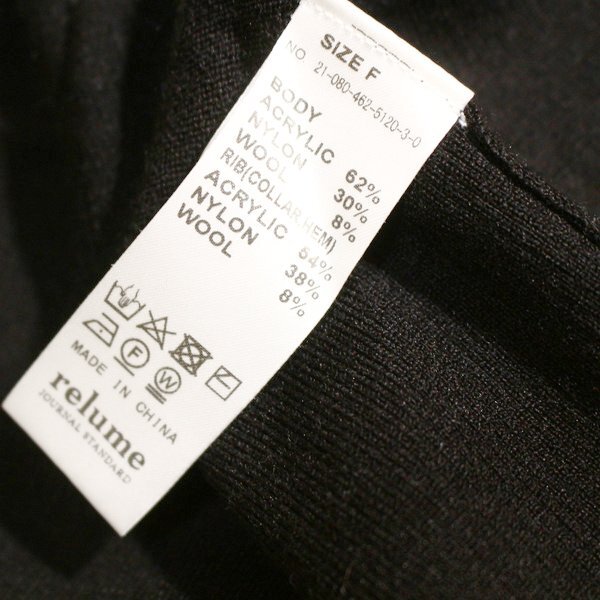 SIZE F
NO. 21-080-462-5120-3-0
BODY
ACRYLIC 62%
NYLON 30%
WOOL 8%
RIB(COLLAR,HEM)
ACRYLIC 54%
NYLON 38%
WOOL 8%
F W
MADE IN CHINA
relume
JOURNAL STANDARD